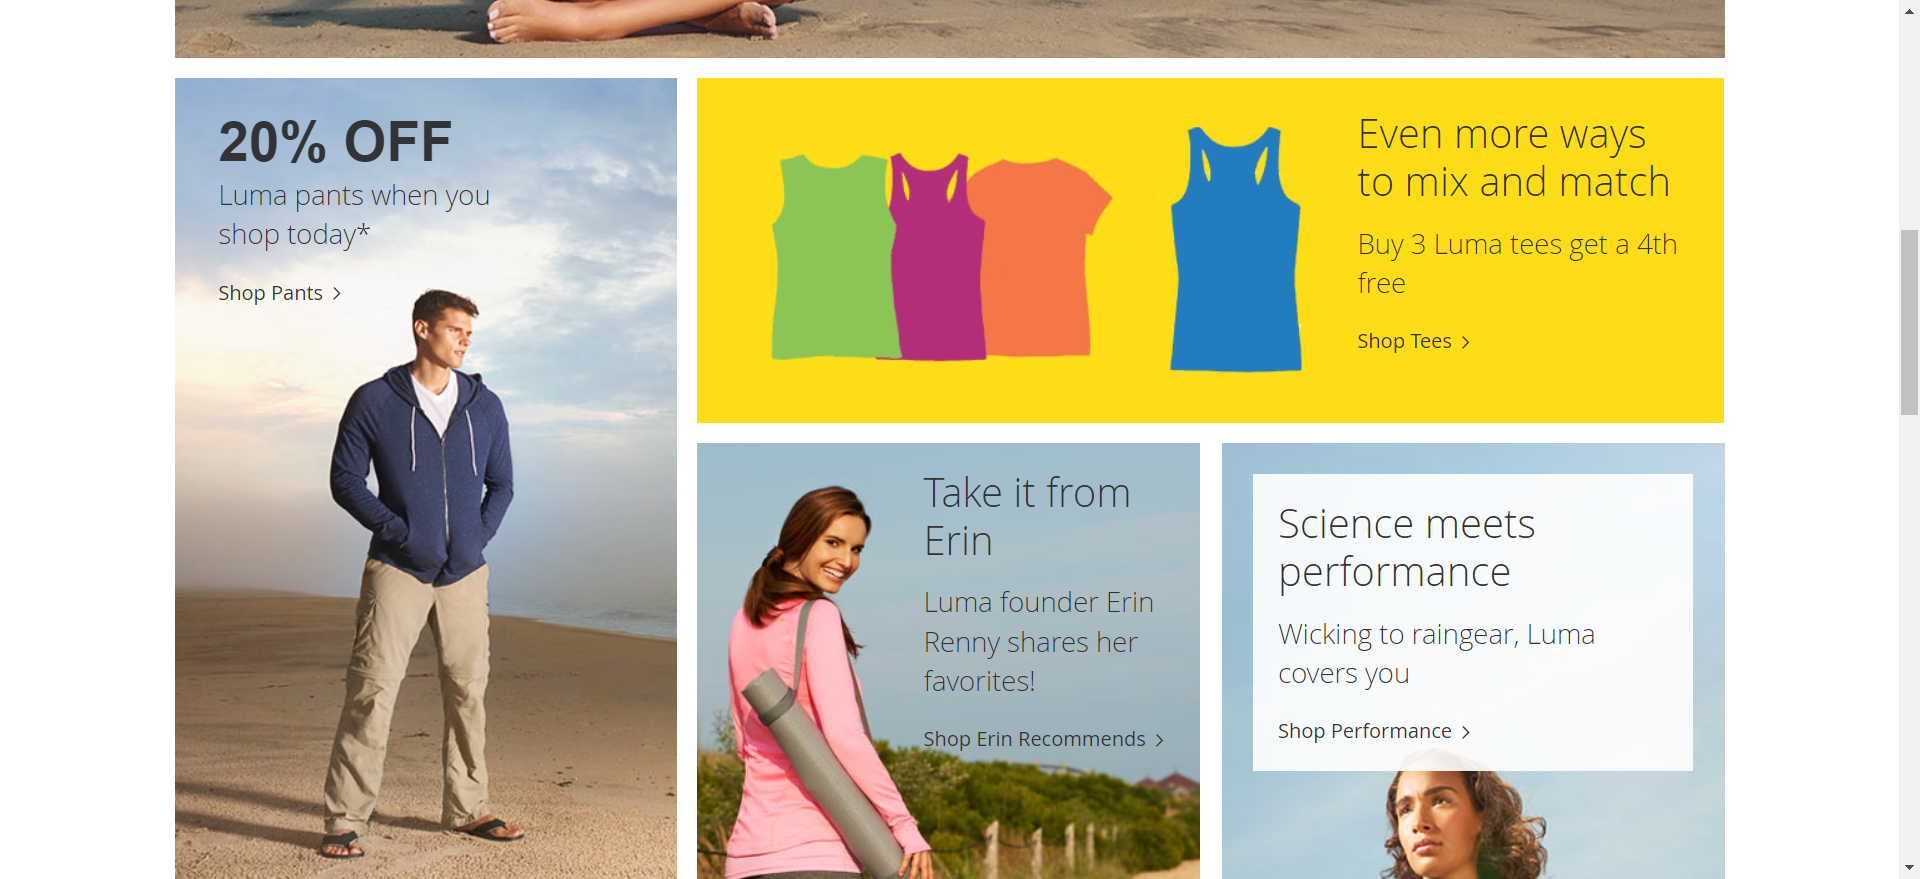 20% OFF
Luma pants when you
shop today*
Shop Pants
Even more ways
to mix and match
Buy 3 Luma tees get a 4th
free
Shop Tees
Take it from
Erin
Luma founder Erin
Renny shares her
favorites!
Shop Erin Recommends
Science meets
performance
Wicking to raingear, Luma
covers you
Shop Performance